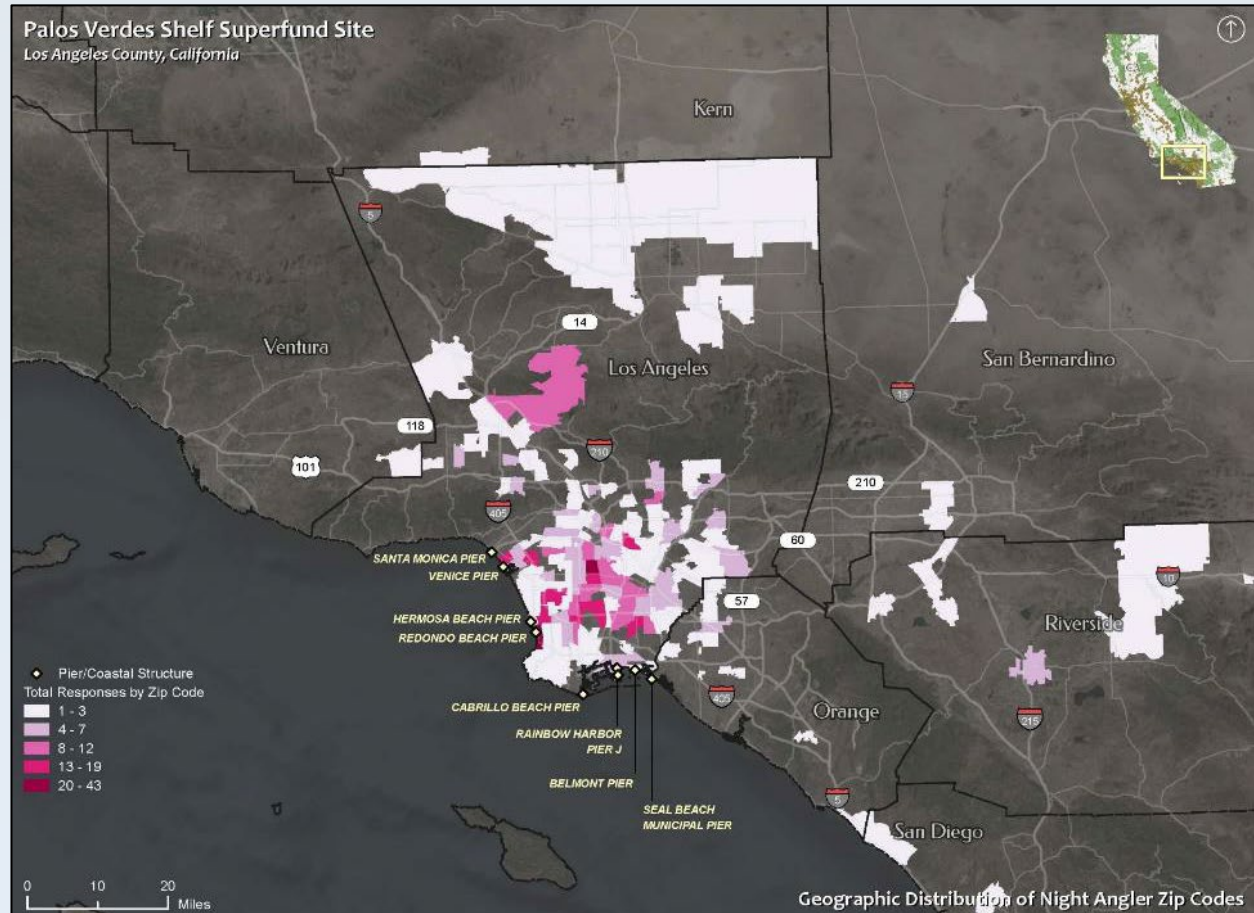 Palos Verdes Shelf Superfund Site
Los Angeles County, California
Kern
5
14
Ventura
Los Angeles
San Bernardino
15
118
101
210
210
405
60
SANTA MONICA PIER
VENICE PIER
10
57
HERMOSA BEACH PIER
REDONDO BEACH PIER
Riverside
Pier/Coastal Structure
Total Responses by Zip Code
1 - 3
4 - 7
8 - 12
13 - 19
20 - 43
CABRILLO BEACH PIER
405
Orange
215
RAINBOW HARBOR
PIER J
BELMONT PIER
5
SEAL BEACH
MUNICIPAL PIER
San Diego
0 10 20
Miles
Geographic Distribution of Night Angler Zip Codes